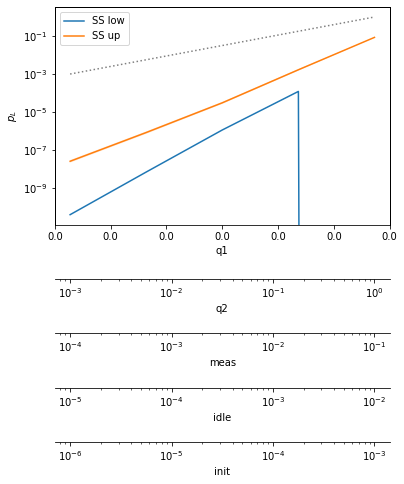 SS low
SS up
10⁻¹
10⁻³
10⁻⁵
10⁻⁷
10⁻⁹
p_L
0.0 0.0 0.0 0.0 0.0 0.0 0.0
q1
10⁻³ 10⁻² 10⁻¹ 10⁰
q2
10⁻⁴ 10⁻³ 10⁻² 10⁻¹
meas
10⁻⁵ 10⁻⁴ 10⁻³ 10⁻²
idle
10⁻⁶ 10⁻⁵ 10⁻⁴ 10⁻³
init